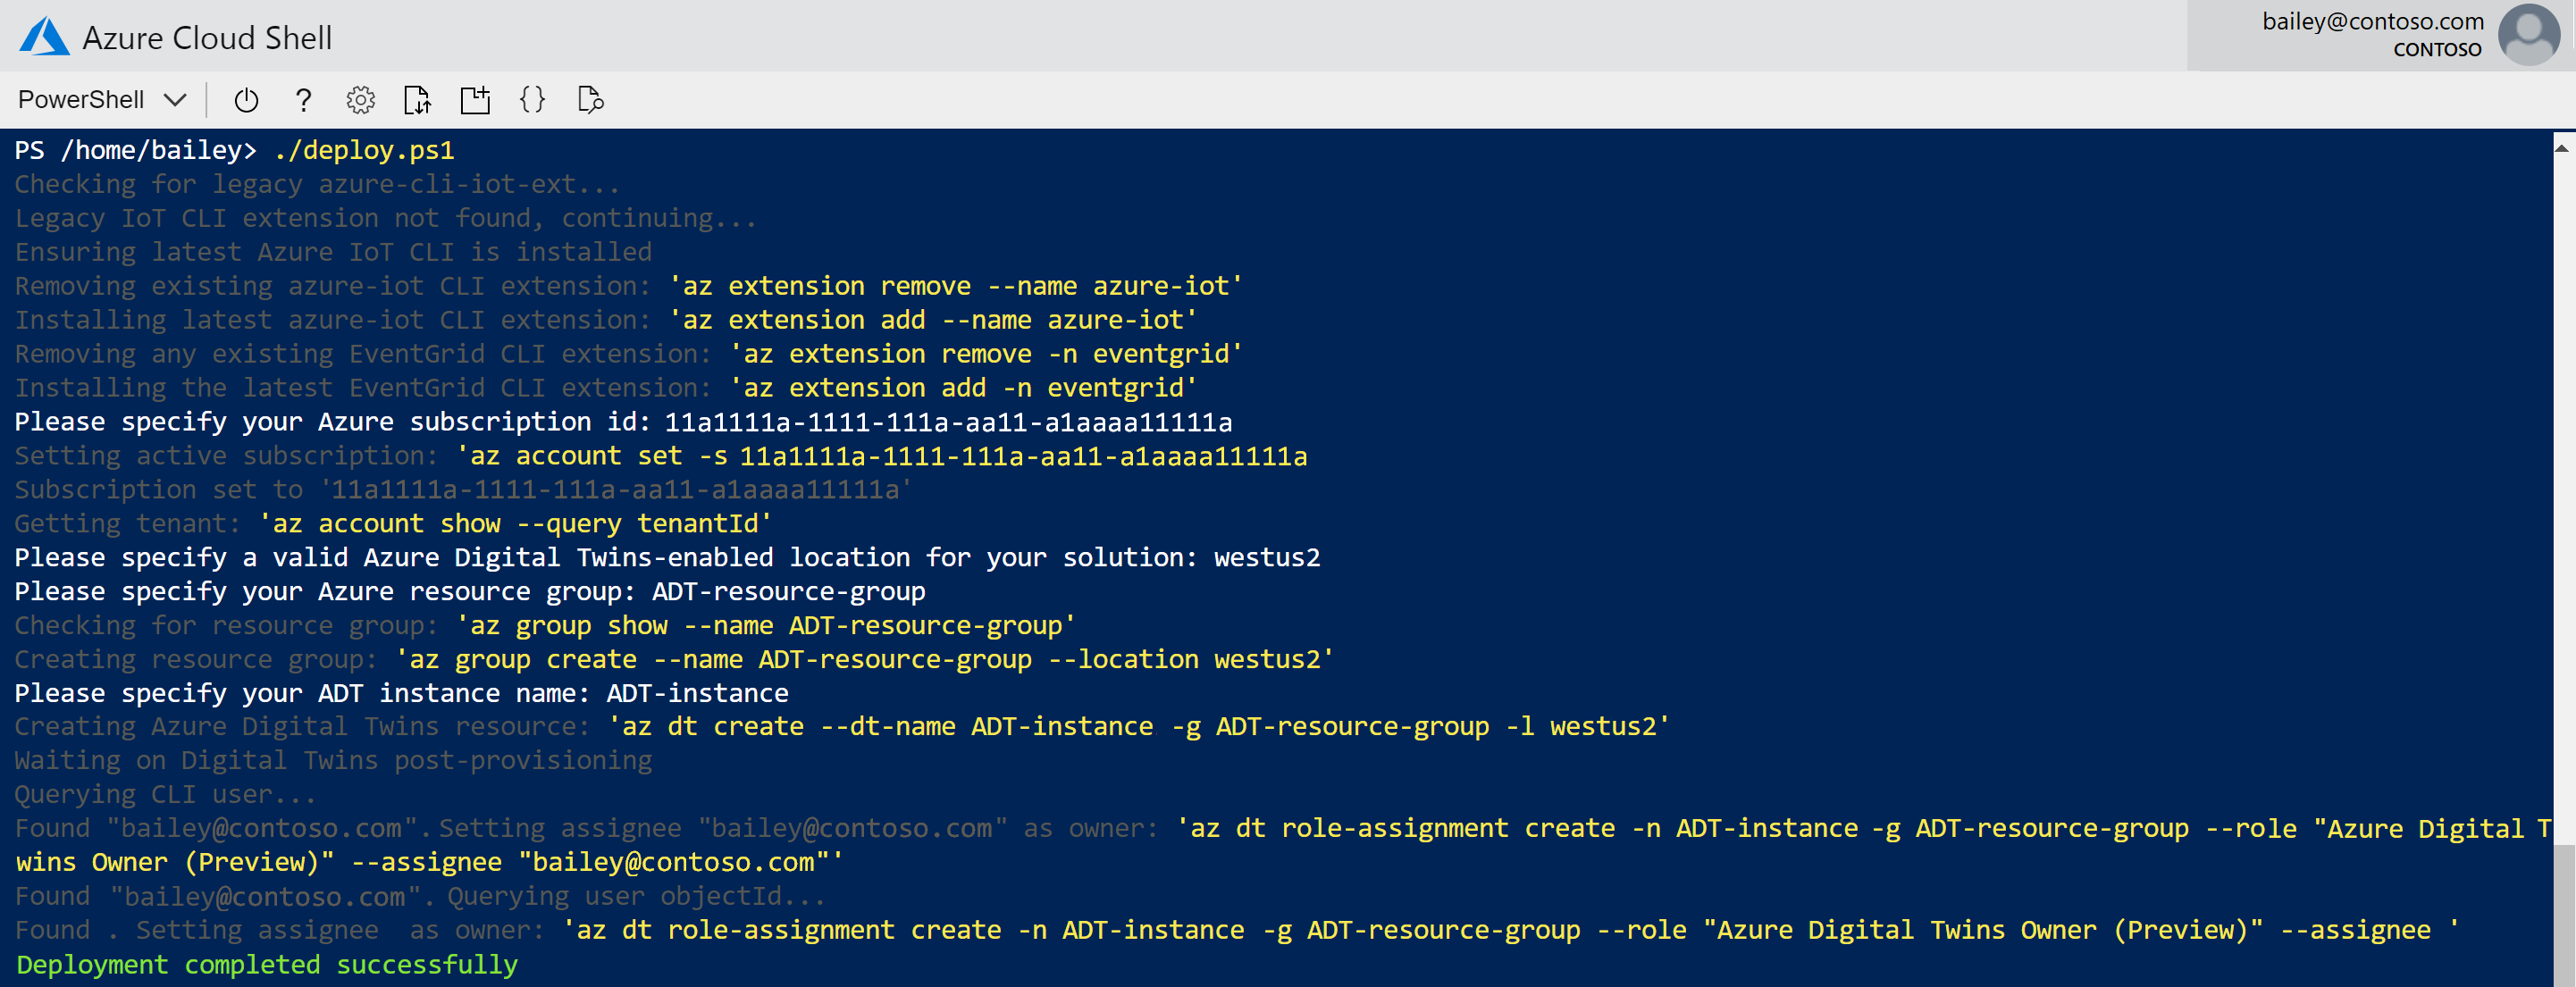 Azure Cloud Shell
bailey@contoso.com
CONTOSO
PowerShell
PS /home/bailey> ./deploy.ps1
Checking for legacy azure-cli-iot-ext...
Legacy IoT CLI extension not found, continuing...
Ensuring latest Azure IoT CLI is installed
Removing existing azure-iot CLI extension: 'az extension remove --name azure-iot'
Installing latest azure-iot CLI extension: 'az extension add --name azure-iot'
Removing any existing EventGrid CLI extension: 'az extension remove -n eventgrid'
Installing the latest EventGrid CLI extension: 'az extension add -n eventgrid'
Please specify your Azure subscription id: 11a1111a-1111-111a-aa11-a1aaaa11111a
Setting active subscription: 'az account set -s 11a1111a-1111-111a-aa11-a1aaaa11111a
Subscription set to '11a1111a-1111-111a-aa11-a1aaaa11111a'
Getting tenant: 'az account show --query tenantId'
Please specify a valid Azure Digital Twins-enabled location for your solution: westus2
Please specify your Azure resource group: ADT-resource-group
Checking for resource group: 'az group show --name ADT-resource-group'
Creating resource group: 'az group create --name ADT-resource-group --location westus2'
Please specify your ADT instance name: ADT-instance
Creating Azure Digital Twins resource: 'az dt create --dt-name ADT-instance -g ADT-resource-group -l westus2'
Waiting on Digital Twins post-provisioning
Querying CLI user...
Found "bailey@contoso.com". Setting assignee "bailey@contoso.com" as owner: 'az dt role-assignment create -n ADT-instance -g ADT-resource-group --role "Azure Digital T
wins Owner (Preview)" --assignee "bailey@contoso.com"'
Found "bailey@contoso.com". Querying user objectId...
Found . Setting assignee  as owner: 'az dt role-assignment create -n ADT-instance -g ADT-resource-group --role "Azure Digital Twins Owner (Preview)" --assignee '
Deployment completed successfully